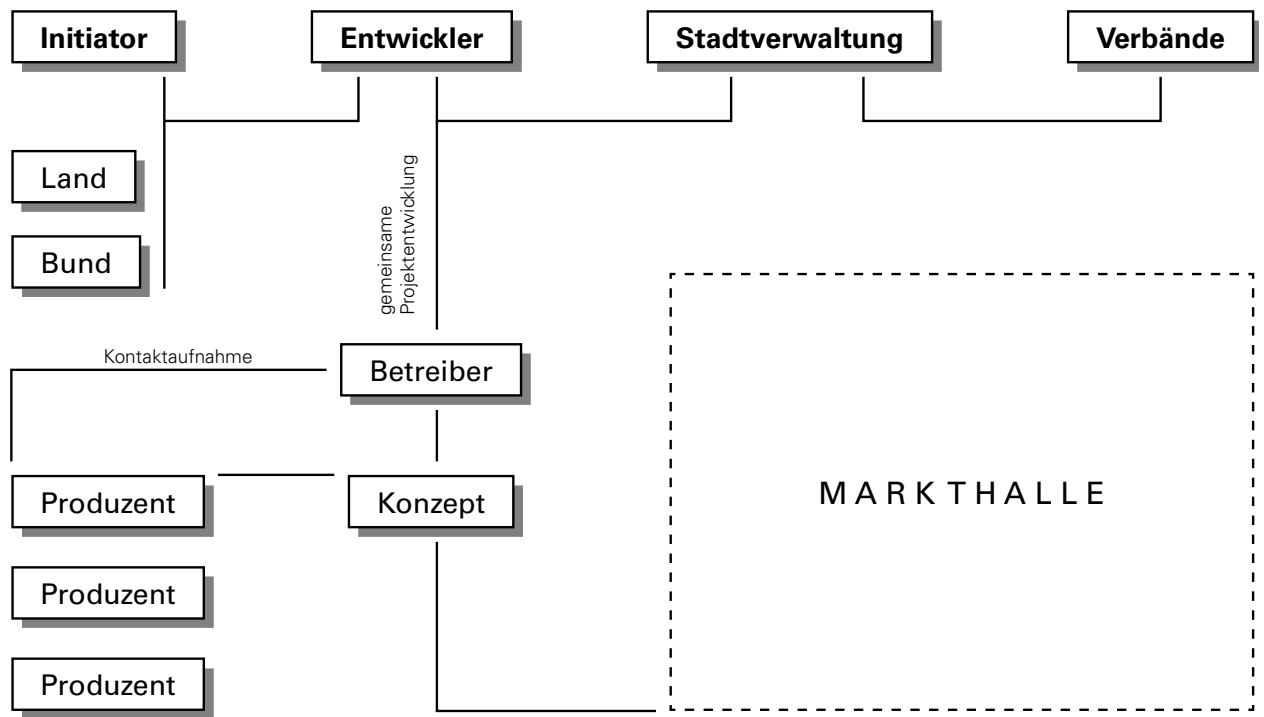 Initiator
Entwickler
Stadtverwaltung
Verbände
Land
Bund
gemeinsame
Projektentwicklung
Kontaktaufnahme
Betreiber
Produzent
Konzept
MARKTHALLE
Produzent
Produzent